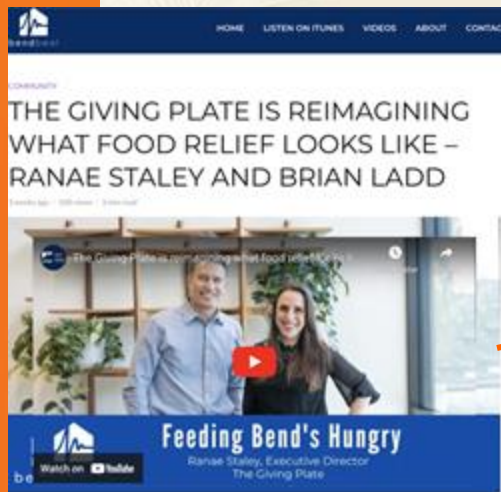 bendbeat
HOME LISTEN ON ITUNES VIDEOS ABOUT CONTAC
COMMUNITY
THE GIVING PLATE IS REIMAGINING
WHAT FOOD RELIEF LOOKS LIKE –
RANAE STALEY AND BRIAN LADD
The Giving Plate is reimagining what food relief
Feeding Bend's Hungry
Ranae Staley, Executive Director
The Giving Plate
be
Watch on YouTube